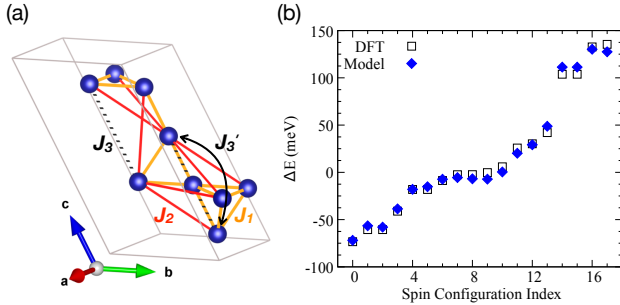 (a)
J3
J3′
J2
J1
c
a
b
(b)
150
100
50
0
−50
−100
ΔE (meV)
DFT
Model
0 4 8 12 16
Spin Configuration Index